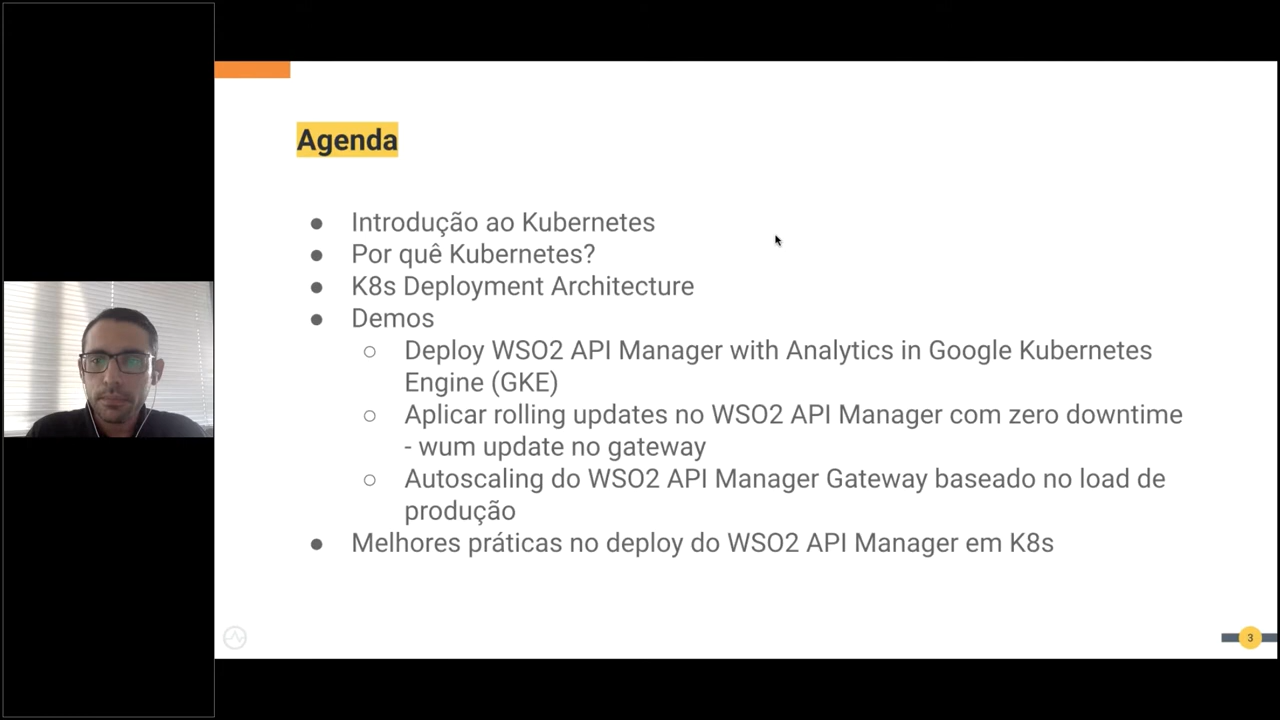 Agenda
● Introdução ao Kubernetes
● Por quê Kubernetes?
● K8s Deployment Architecture
● Demos
○ Deploy WSO2 API Manager with Analytics in Google Kubernetes
Engine (GKE)
○ Aplicar rolling updates no WSO2 API Manager com zero downtime
- wum update no gateway
○ Autoscaling do WSO2 API Manager Gateway baseado no load de
produção
● Melhores práticas no deploy do WSO2 API Manager em K8s
3